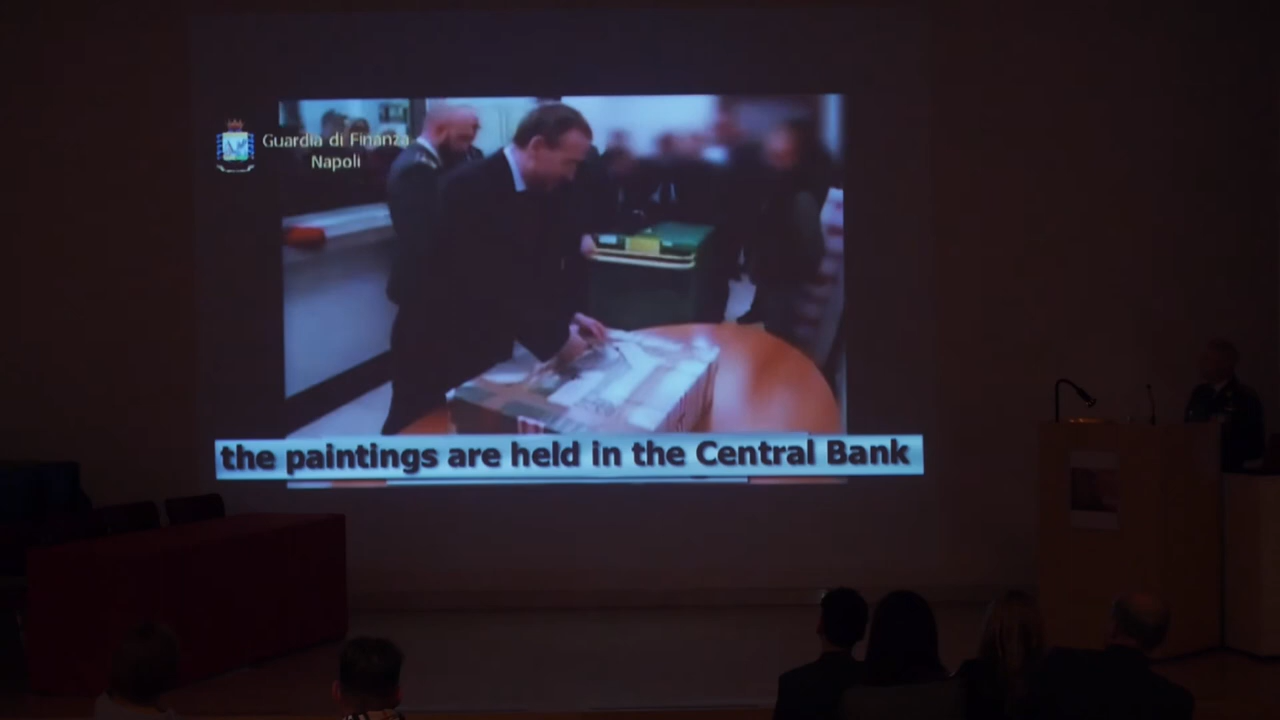 Guardia di Finanza
Napoli
the paintings are held in the Central Bank